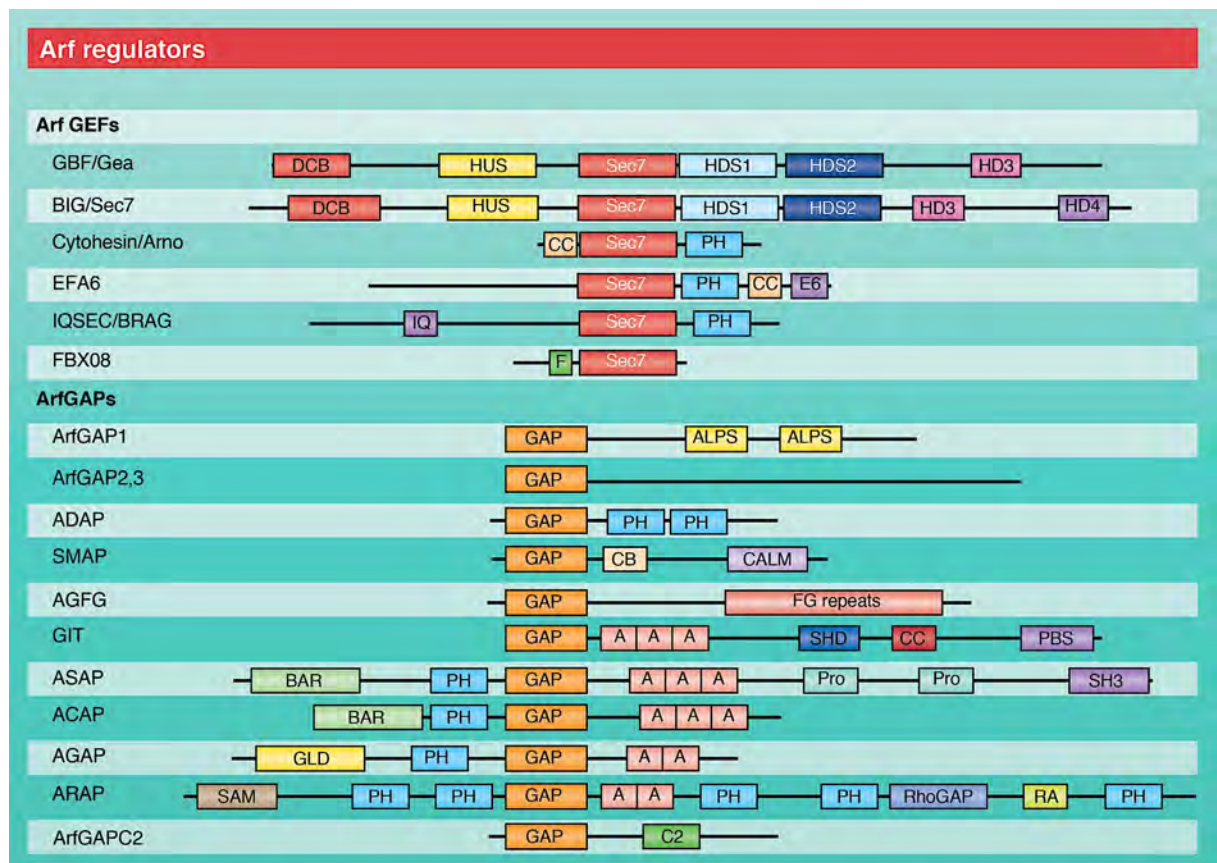 Arf regulators
Arf GEFs
GBF/Gea DCB HUS Sec7 HDS1 HDS2 HD3
BIG/Sec7 DCB HUS Sec7 HDS1 HDS2 HD3 HD4
Cytohesin/Arno CC Sec7 PH
EFA6 Sec7 PH CC E6
IQSEC/BRAG IQ Sec7 PH
FBX08 F Sec7
ArfGAPs
ArfGAP1 GAP ALPS ALPS
ArfGAP2,3 GAP
ADAP GAP PH PH
SMAP GAP CB CALM
AGFG GAP FG repeats
GIT GAP A A A SHD CC PBS
ASAP BAR PH GAP A A A Pro Pro SH3
ACAP BAR PH GAP A A A
AGAP GLD PH GAP A A
ARAP SAM PH PH GAP A A PH PH RhoGAP RA PH
ArfGAPC2 GAP C2